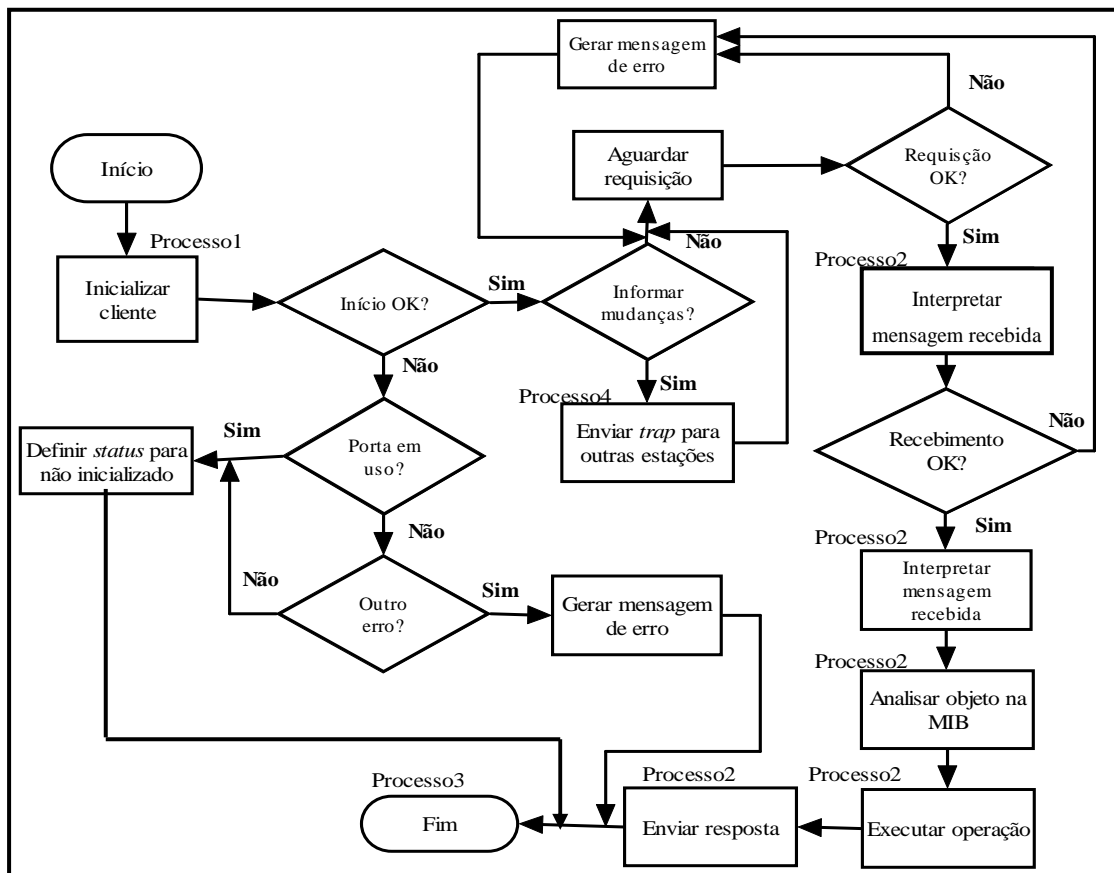 Gerar mensagem
de erro
Não
Início
Aguardar
requisição
Requisção
OK?
Processo1
Não
Sim
Processo2
Inicializar
cliente
Início OK?
Sim
Informar
mudanças?
Interpretar
mensagem recebida
Não
Sim
Processo4
Sim
Definir status para
não inicializado
Porta em
uso?
Enviar trap para
outras estações
Recebimento
OK?
Não
Não
Sim
Processo2
Não
Outro
erro?
Sim
Gerar mensagem
de erro
Interpretar
mensagem
recebida
Processo2
Analisar objeto na
MIB
Processo3
Processo2
Processo2
Fim
Enviar resposta
Executar operação